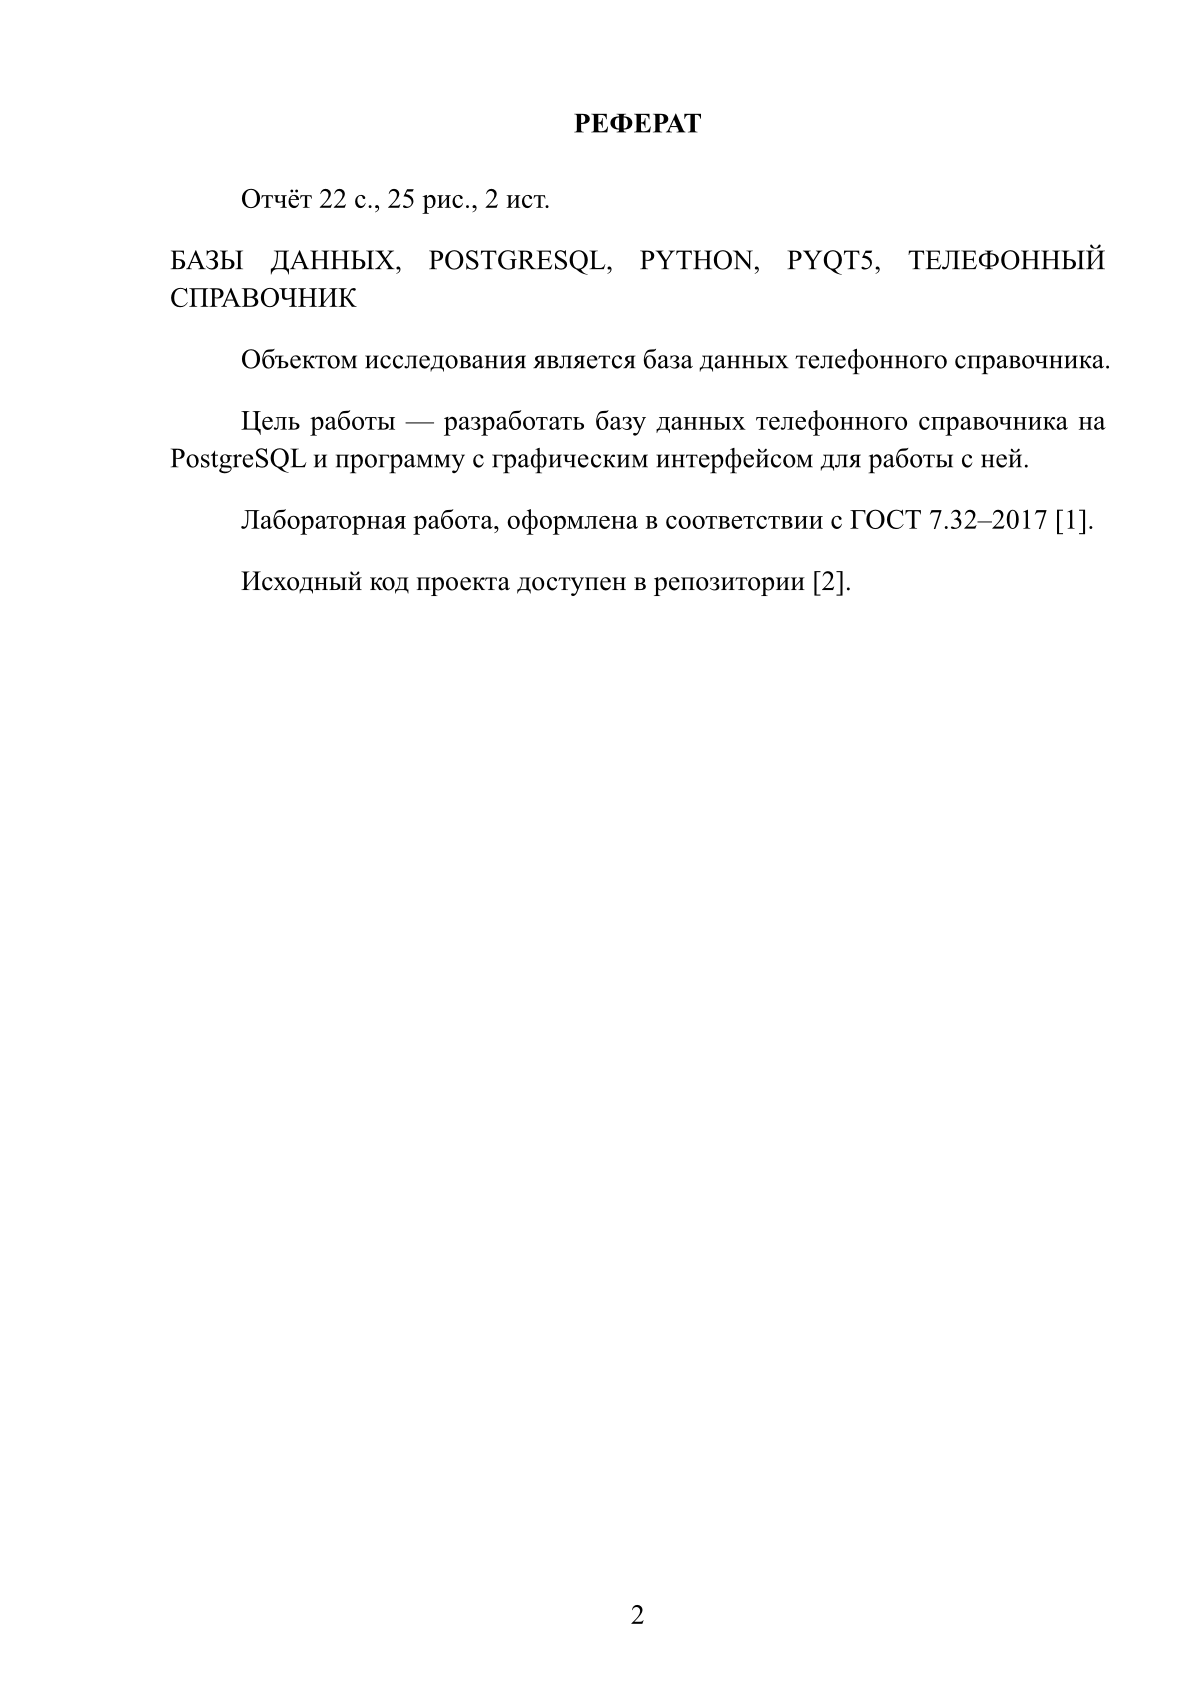 РЕФЕРАТ
Отчёт 22 с., 25 рис., 2 ист.
БАЗЫ ДАННЫХ, POSTGRESQL, PYTHON, PYQT5, ТЕЛЕФОННЫЙ
СПРАВОЧНИК
Объектом исследования является база данных телефонного справочника.
Цель работы — разработать базу данных телефонного справочника на
PostgreSQL и программу с графическим интерфейсом для работы с ней.
Лабораторная работа, оформлена в соответствии с ГОСТ 7.32–2017 [1].
Исходный код проекта доступен в репозитории [2].
2